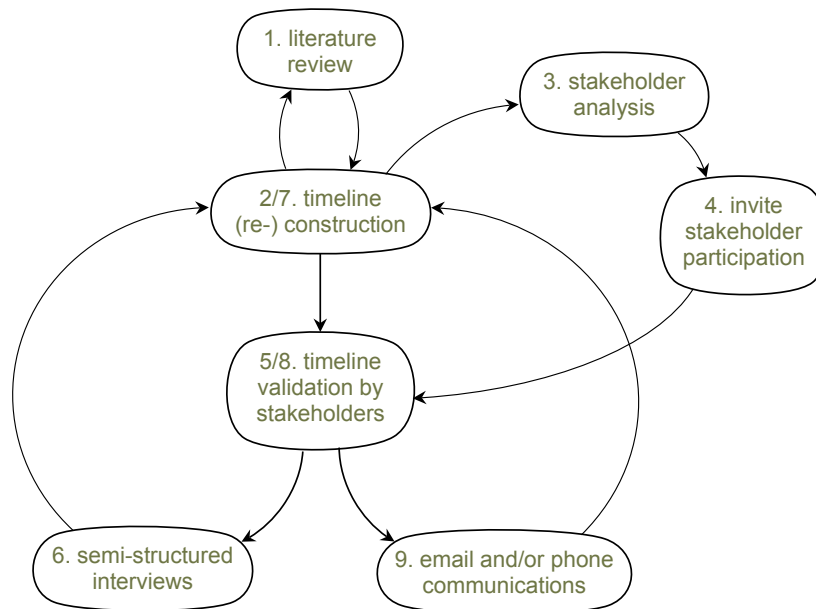 1. literature
review
3. stakeholder
analysis
2/7. timeline
(re-) construction
4. invite
stakeholder
participation
5/8. timeline
validation by
stakeholders
6. semi-structured
interviews
9. email and/or phone
communications